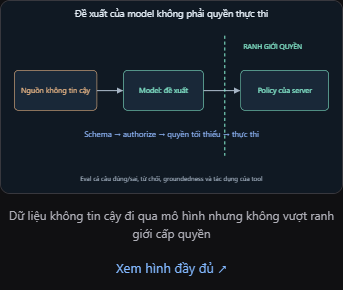 Đề xuất của model không phải quyền thực thi
RANH GIỚI QUYỀN
Nguồn không tin cậy
Model: đề xuất
Policy của server
Schema → authorize → quyền tối thiểu → thực thi
Eval cả câu đúng/sai, từ chối, groundedness và tác dụng của tool
Dữ liệu không tin cậy đi qua mô hình nhưng không vượt ranh
giới cấp quyền
Xem hình đầy đủ ↗